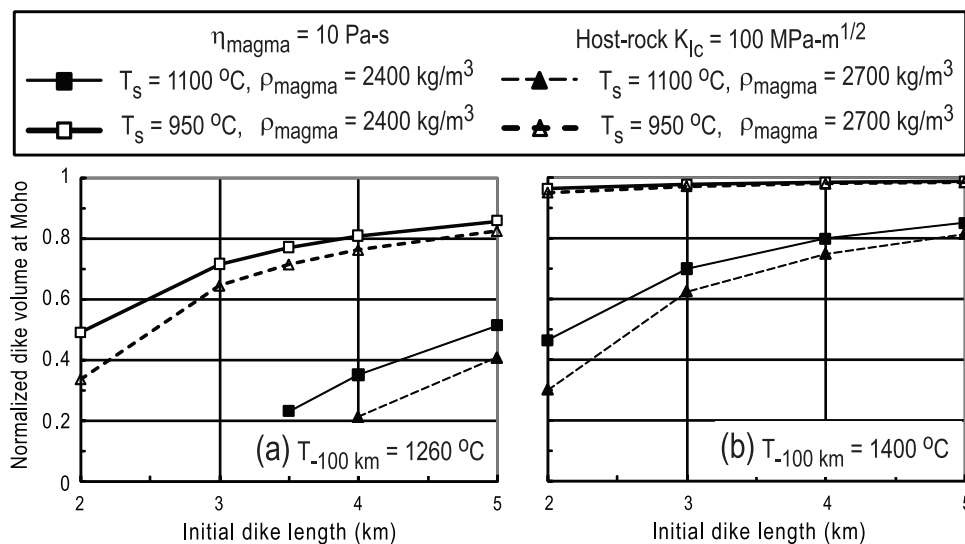 η_magma = 10 Pa-s
Host-rock K_Ic = 100 MPa-m^1/2
T_s = 1100 °C, ρ_magma = 2400 kg/m³
T_s = 1100 °C, ρ_magma = 2700 kg/m³
T_s = 950 °C, ρ_magma = 2400 kg/m³
T_s = 950 °C, ρ_magma = 2700 kg/m³
Normalized dike volume at Moho
1
0.8
0.6
0.4
0.2
0
(a) T_-100 km = 1260 °C
(b) T_-100 km = 1400 °C
2 3 4 5
2 3 4 5
Initial dike length (km)
Initial dike length (km)